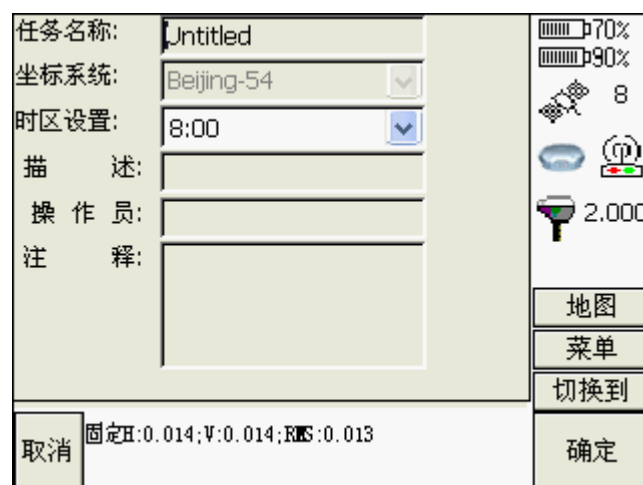 任务名称: Untitled
坐标系统: Beijing-54
时区设置: 8:00
描 述:
操 作 员:
注 释:
70%
90%
8
2.000
地图
菜单
切换到
取消
固定H:0.014;V:0.014;RMS:0.013
确定